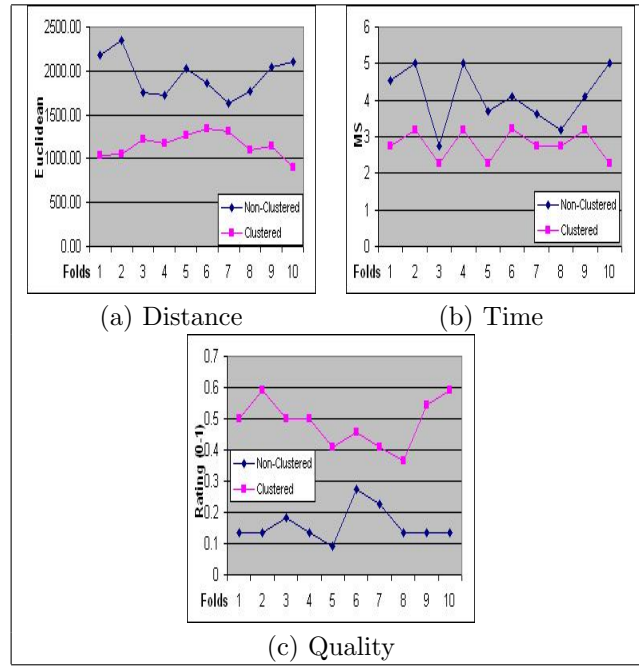 2500.00
2000.00
1500.00
1000.00
500.00
0.00
Euclidean
Non-Clustered
Clustered
Folds 1 2 3 4 5 6 7 8 9 10
(a) Distance
6
5
4
3
2
1
0
MS
Non-Clustered
Clustered
Folds 1 2 3 4 5 6 7 8 9 10
(b) Time
0.7
0.6
0.5
0.4
0.3
0.2
0.1
0
Rating (0-1)
Non-Clustered
Clustered
Folds 1 2 3 4 5 6 7 8 9 10
(c) Quality